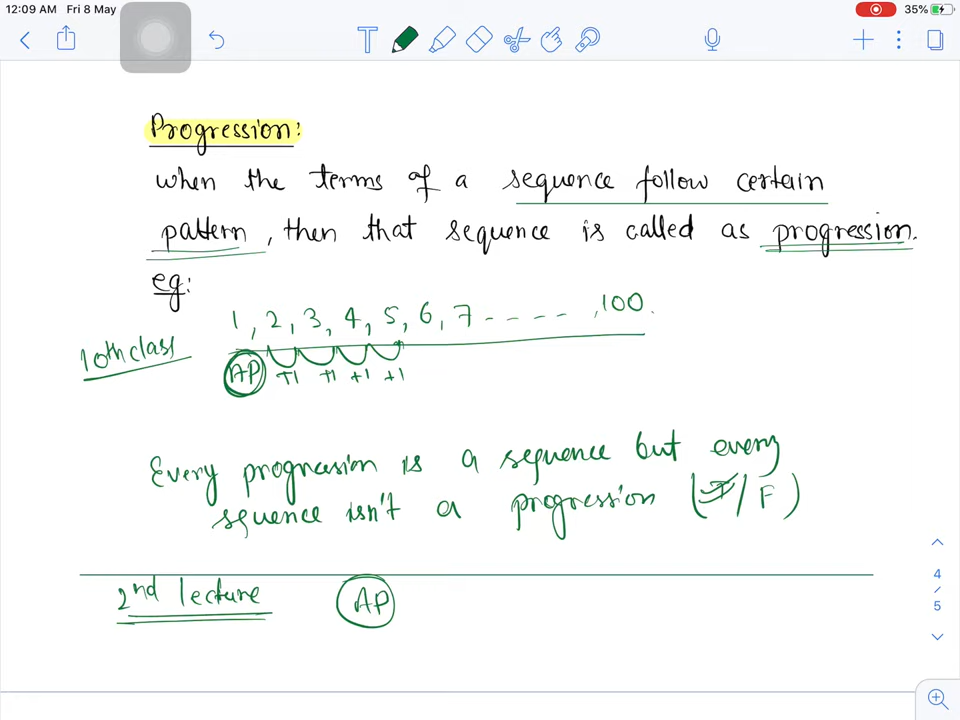 12:09 AM Fri 8 May 35%
T
Progression:
when the terms of a sequence follow certain
pattern, then that sequence is called as progression.
eg:
1, 2, 3, 4, 5, 6, 7 - - - - - , 100.
10th class
AP +1 +1 +1 +1
Every progression is a sequence but every
squence isn't a progression (T/F)
4
/
5
2nd lecture AP